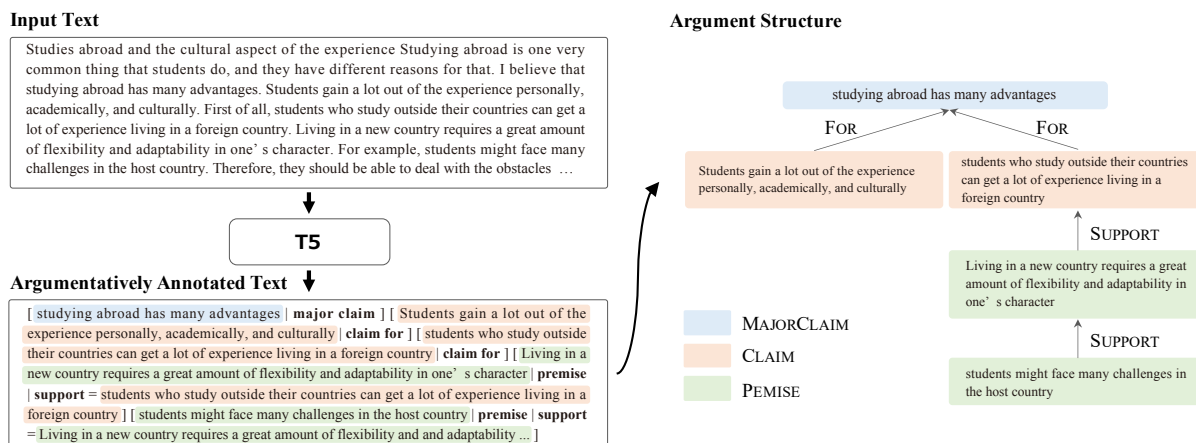 Input Text
Studies abroad and the cultural aspect of the experience Studying abroad is one very
common thing that students do, and they have different reasons for that. I believe that
studying abroad has many advantages. Students gain a lot out of the experience personally,
academically, and culturally. First of all, students who study outside their countries can get a
lot of experience living in a foreign country. Living in a new country requires a great amount
of flexibility and adaptability in one’ s character. For example, students might face many
challenges in the host country. Therefore, they should be able to deal with the obstacles …
T5
Argumentatively Annotated Text
[ studying abroad has many advantages | major claim ] [ Students gain a lot out of the
experience personally, academically, and culturally | claim for ] [ students who study outside
their countries can get a lot of experience living in a foreign country | claim for ] [ Living in a
new country requires a great amount of flexibility and adaptability in one’ s character | premise
| support = students who study outside their countries can get a lot of experience living in a
foreign country ] [ students might face many challenges in the host country | premise | support
= Living in a new country requires a great amount of flexibility and and adaptability ... ]
Argument Structure
studying abroad has many advantages
FOR
FOR
Students gain a lot out of the experience
personally, academically, and culturally
students who study outside their countries
can get a lot of experience living in a
foreign country
SUPPORT
Living in a new country requires a great
amount of flexibility and adaptability in
one’ s character
SUPPORT
students might face many challenges in
the host country
MAJORCLAIM
CLAIM
PEMISE